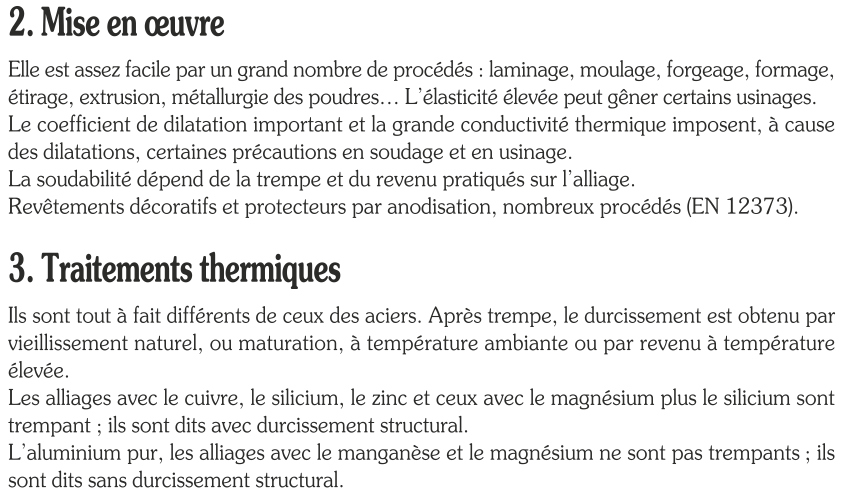 2. Mise en œuvre
Elle est assez facile par un grand nombre de procédés : laminage, moulage, forgeage, formage,
étirage, extrusion, métallurgie des poudres... L'élasticité élevée peut gêner certains usinages.
Le coefficient de dilatation important et la grande conductivité thermique imposent, à cause
des dilatations, certaines précautions en soudage et en usinage.
La soudabilité dépend de la trempe et du revenu pratiqués sur l'alliage.
Revêtements décoratifs et protecteurs par anodisation, nombreux procédés (EN 12373).
3. Traitements thermiques
Ils sont tout à fait différents de ceux des aciers. Après trempe, le durcissement est obtenu par
vieillissement naturel, ou maturation, à température ambiante ou par revenu à température
élevée.
Les alliages avec le cuivre, le silicium, le zinc et ceux avec le magnésium plus le silicium sont
trempant ; ils sont dits avec durcissement structural.
L'aluminium pur, les alliages avec le manganèse et le magnésium ne sont pas trempants ; ils
sont dits sans durcissement structural.